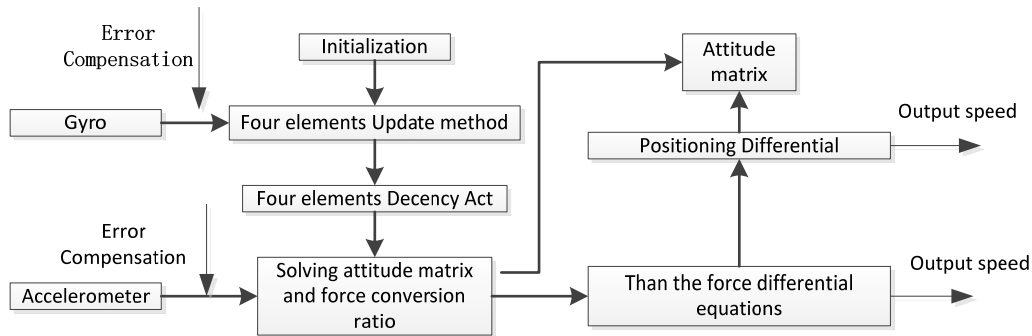 Error
Compensation
Initialization
Attitude
matrix
Gyro
Four elements Update method
Output speed
Positioning Differential
Four elements Decency Act
Error
Compensation
Accelerometer
Solving attitude matrix
and force conversion
ratio
Than the force differential
equations
Output speed